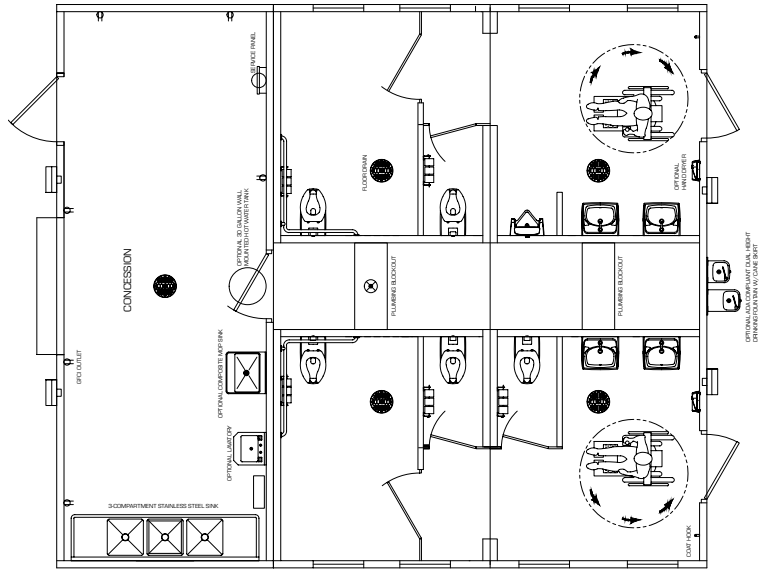 SERVICE PANEL
FLOOR DRAIN
OPTIONAL
HAND DRYER
OPTIONAL 30 GALLON WALL
MOUNTED HOT WATER TANK
CONCESSION
PLUMBING BLOCKOUT
PLUMBING BLOCKOUT
OPTIONAL ADA COMPLIANT DUAL HEIGHT
DRINKING FOUNTAIN W/ CANE SKIRT
GFCI OUTLET
OPTIONAL COMPOSITE MOP SINK
OPTIONAL LAVATORY
3-COMPARTMENT STAINLESS STEEL SINK
COAT HOOK